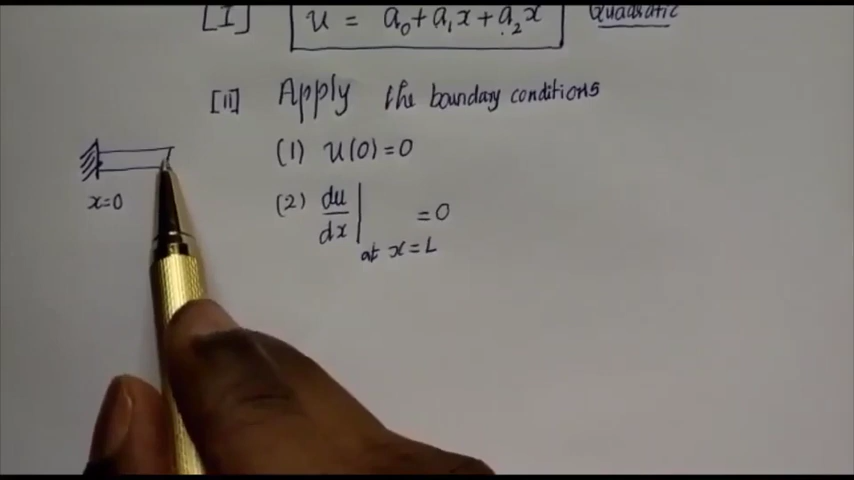 [I] u = a₀+a₁x+a₂x Quadratic
[II] Apply the boundary conditions
(1) u(0)=0
x=0
(2) du/dx | at x=L =0